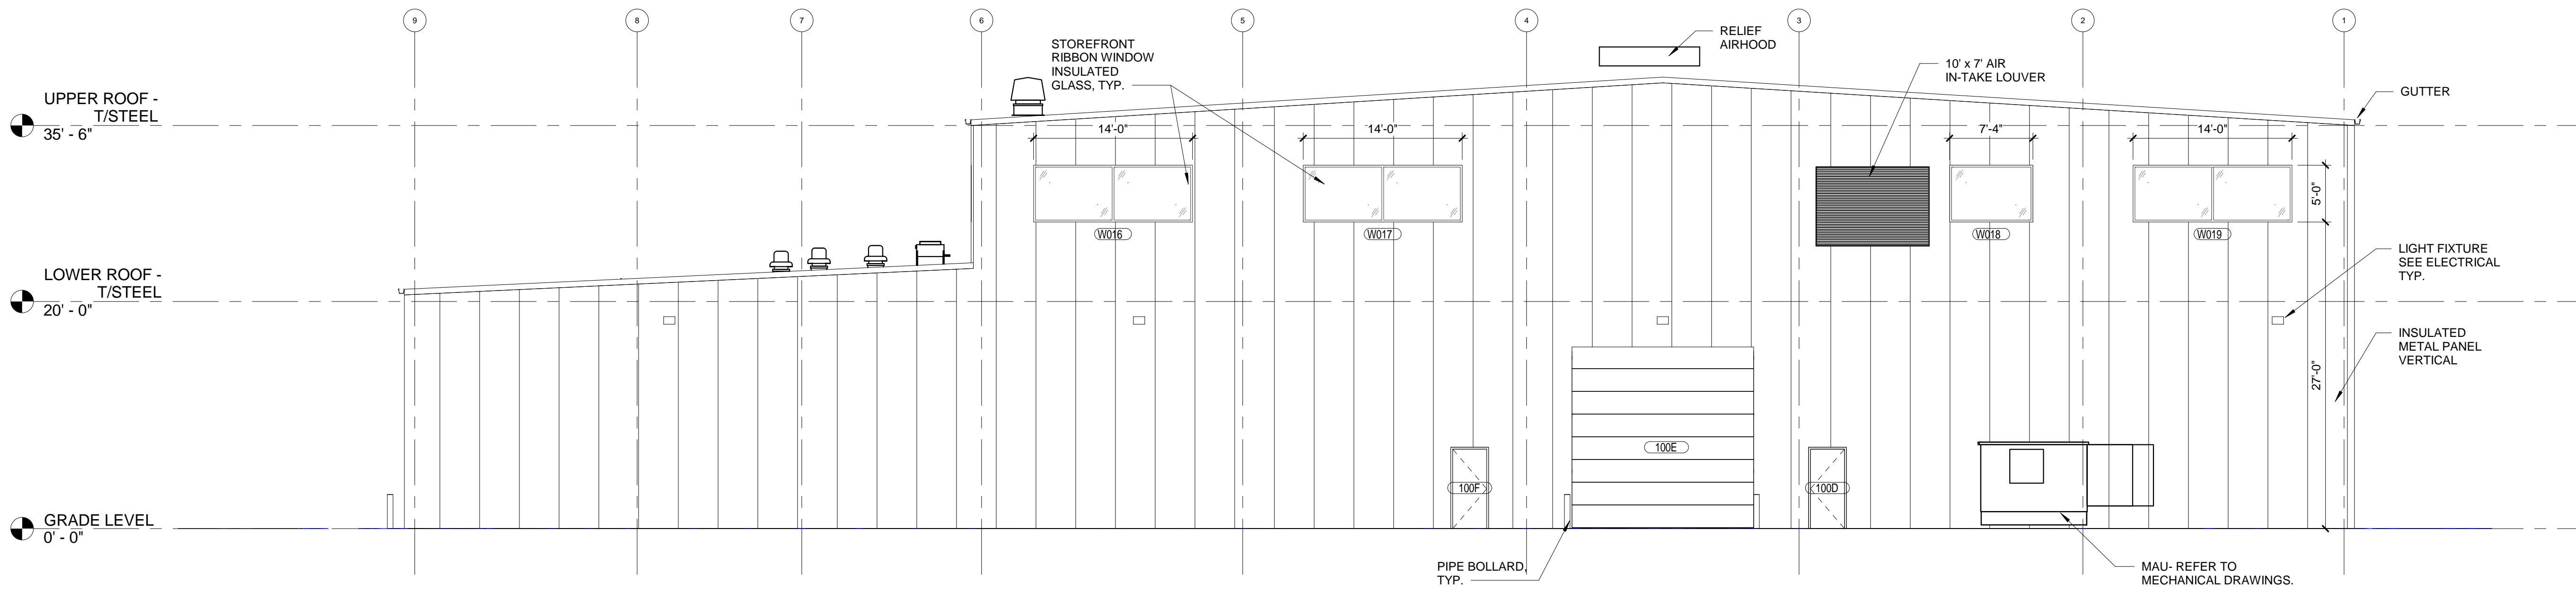 9
8
7
6
5
4
3
2
1
STOREFRONT
RIBBON WINDOW
INSULATED
GLASS, TYP.
RELIEF
AIRHOOD
10' x 7' AIR
IN-TAKE LOUVER
GUTTER
UPPER ROOF -
T/STEEL
35' - 6"
14'-0"
14'-0"
7'-4"
14'-0"
5'-0"
W016
W017
W018
W019
LIGHT FIXTURE
SEE ELECTRICAL
TYP.
LOWER ROOF -
T/STEEL
20' - 0"
INSULATED
METAL PANEL
VERTICAL
27'-0"
100E
100F
100D
GRADE LEVEL
0' - 0"
PIPE BOLLARD,
TYP.
MAU- REFER TO
MECHANICAL DRAWINGS.